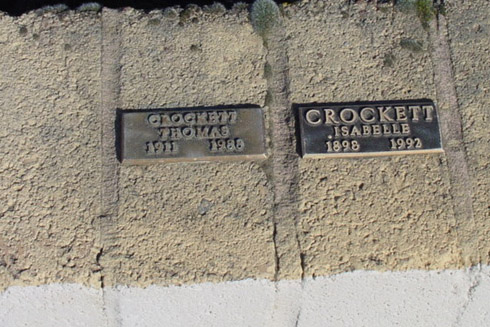 CROCKETT
THOMAS
1911 1988
CROCKETT
ISABELLE
1898 1992